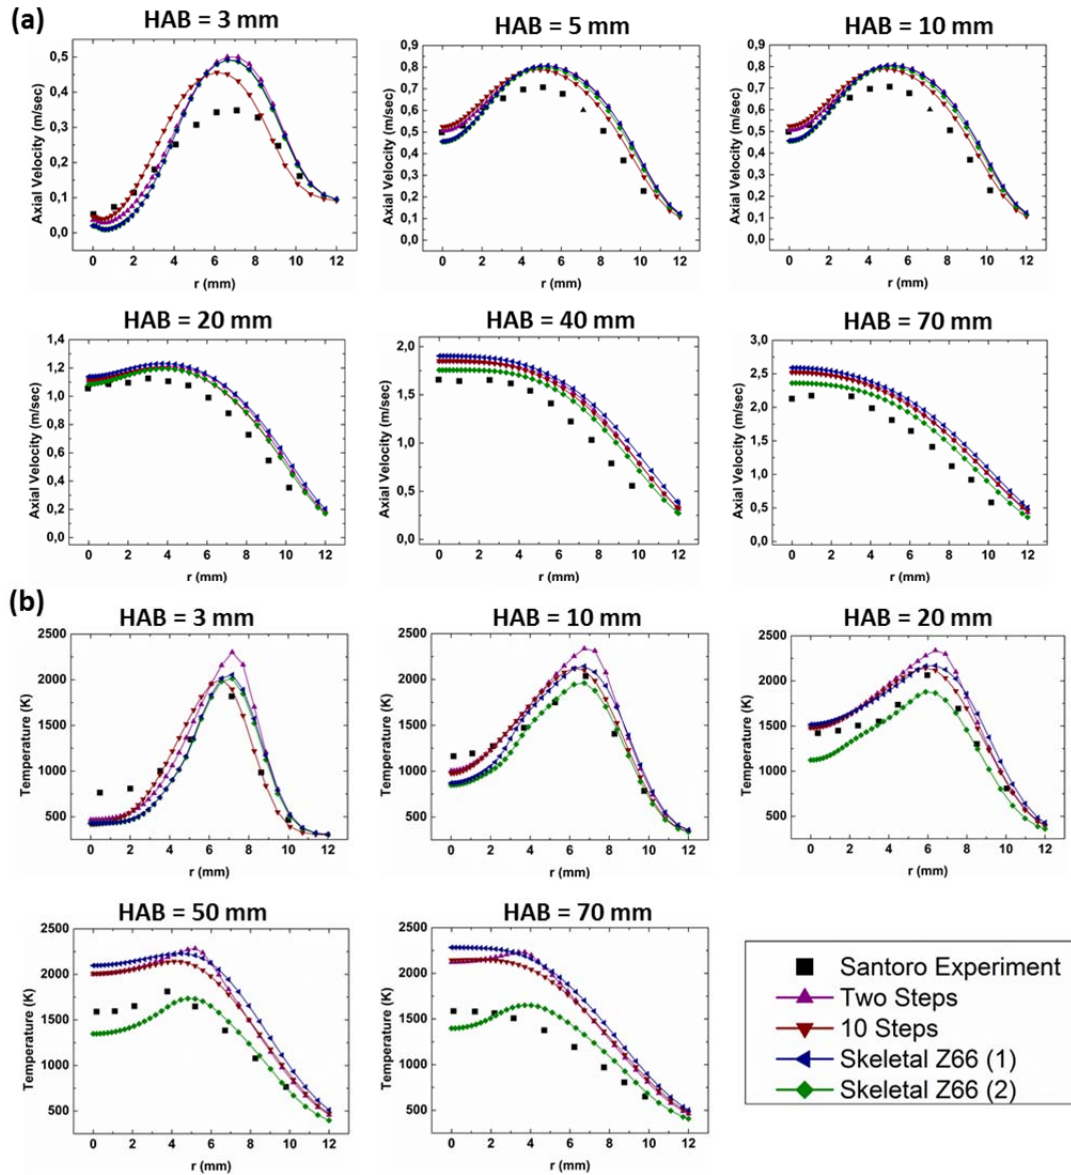 (a)
HAB = 3 mm
HAB = 5 mm
HAB = 10 mm
Axial Velocity (m/sec)
0,5
0,4
0,3
0,2
0,1
0,0
0 2 4 6 8 10 12
r (mm)
Axial Velocity (m/sec)
0,9
0,8
0,7
0,6
0,5
0,4
0,3
0,2
0,1
0,0
0 2 4 6 8 10 12
r (mm)
Axial Velocity (m/sec)
0,9
0,8
0,7
0,6
0,5
0,4
0,3
0,2
0,1
0,0
0 2 4 6 8 10 12
r (mm)
HAB = 20 mm
HAB = 40 mm
HAB = 70 mm
Axial Velocity (m/sec)
1,4
1,2
1,0
0,8
0,6
0,4
0,2
0,0
0 2 4 6 8 10 12
r (mm)
Axial Velocity (m/sec)
2,0
1,5
1,0
0,5
0,0
0 2 4 6 8 10 12
r (mm)
Axial Velocity (m/sec)
3,0
2,5
2,0
1,5
1,0
0,5
0,0
0 2 4 6 8 10 12
r (mm)
(b)
HAB = 3 mm
HAB = 10 mm
HAB = 20 mm
Temperature (K)
2500
2000
1500
1000
500
0 2 4 6 8 10 12
r (mm)
Temperature (K)
2500
2000
1500
1000
500
0 2 4 6 8 10 12
r (mm)
Temperature (K)
2500
2000
1500
1000
500
0 2 4 6 8 10 12
r (mm)
HAB = 50 mm
HAB = 70 mm
Temperature (K)
2500
2000
1500
1000
500
0 2 4 6 8 10 12
r (mm)
Temperature (K)
2500
2000
1500
1000
500
0 2 4 6 8 10 12
r (mm)
Santoro Experiment
Two Steps
10 Steps
Skeletal Z66 (1)
Skeletal Z66 (2)